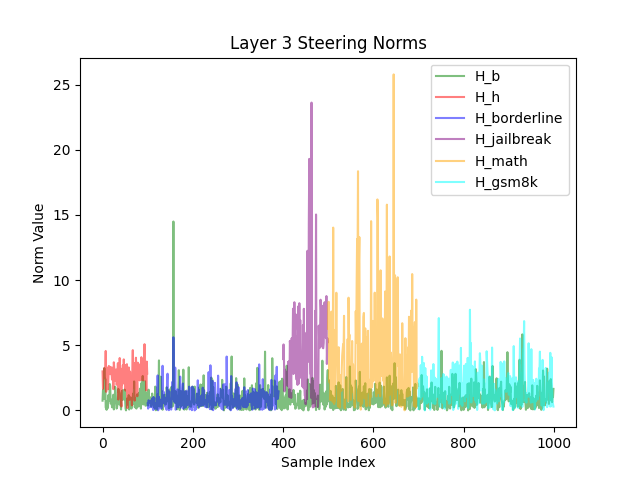 Layer 3 Steering Norms
H_b
H_h
H_borderline
H_jailbreak
H_math
H_gsm8k
Norm Value
25
20
15
10
5
0
0 200 400 600 800 1000
Sample Index